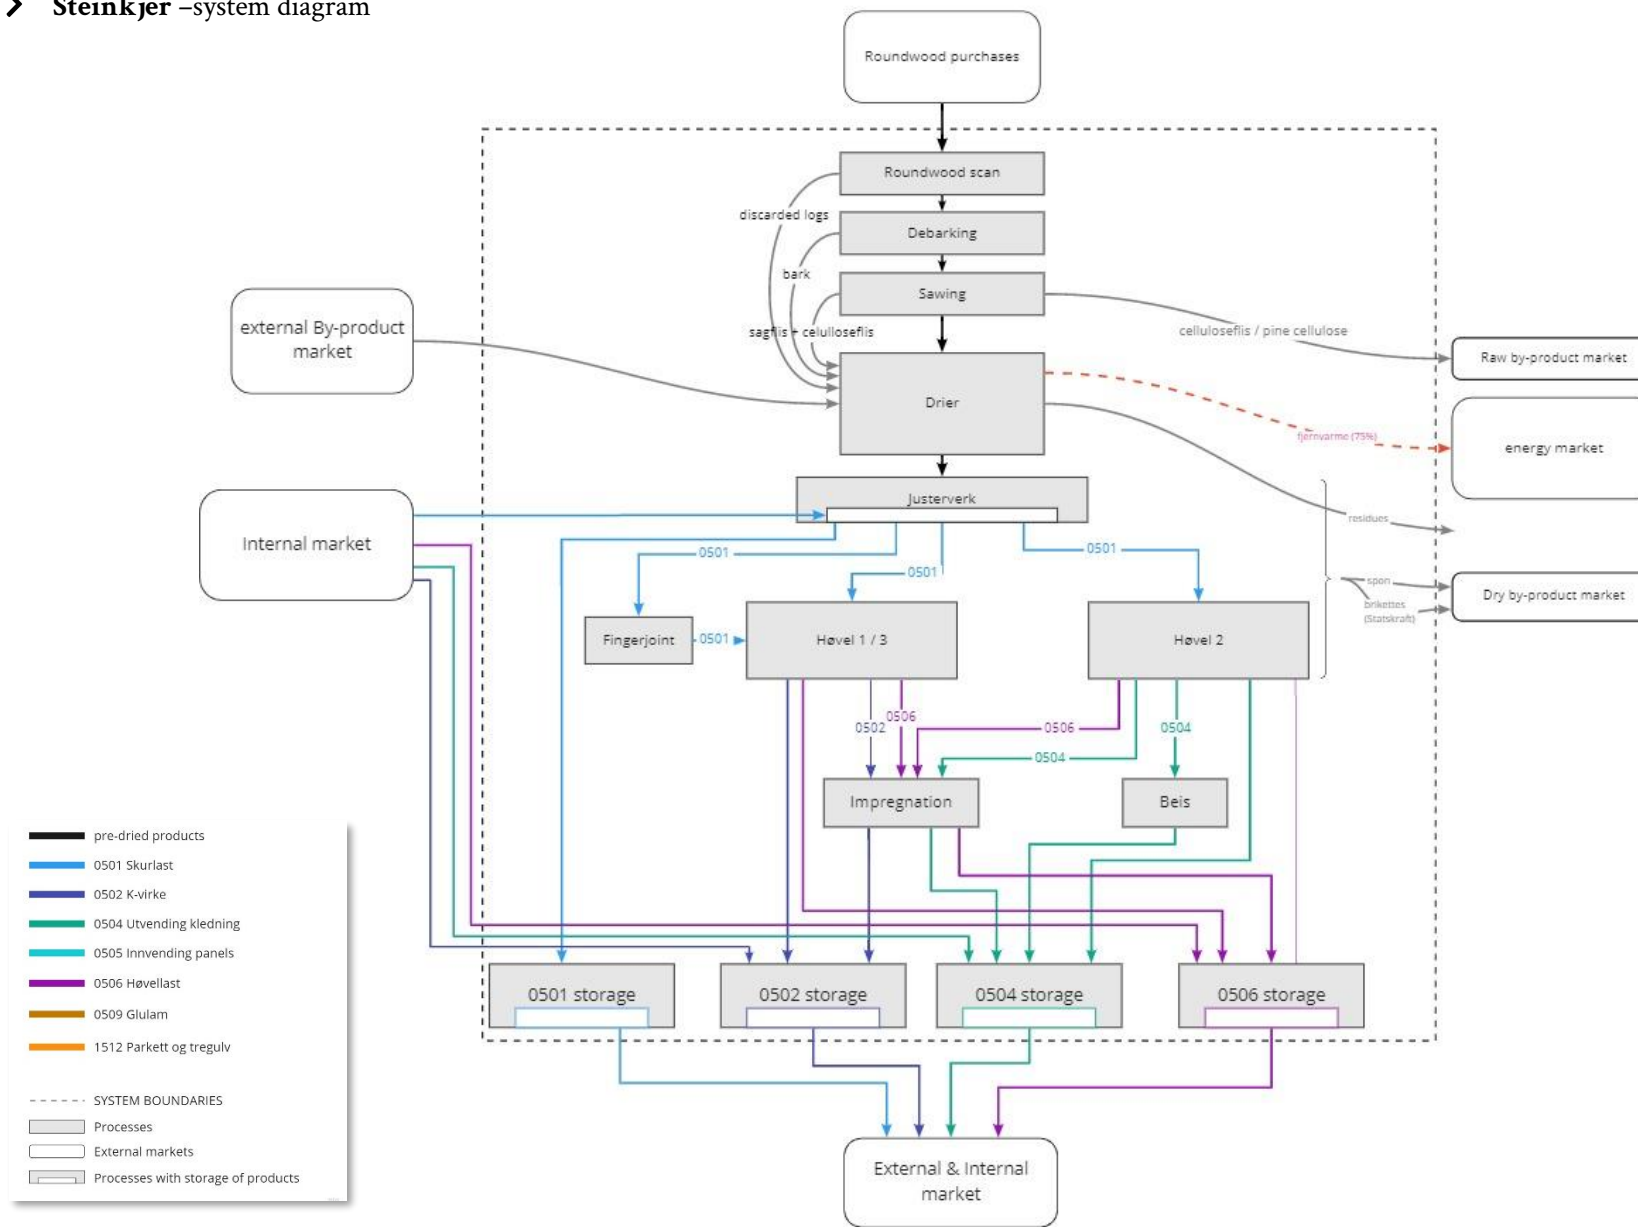 Steinkjer –system diagram
Roundwood purchases
Roundwood scan
discarded logs
Debarking
bark
Sawing
sagflis + celulloseflis
celluloseflis / pine cellulose
external By-product
market
Raw by-product market
Drier
fjernvarme (75%)
energy market
Justerverk
residues
Internal market
0501
0501
0501
spon
brikettes
(Statskraft)
Dry by-product market
Fingerjoint
0501
Høvel 1 / 3
Høvel 2
0502
0506
0506
0504
0504
Impregnation
Beis
pre-dried products
0501 Skurlast
0502 K-virke
0504 Utvending kledning
0505 Innvending panels
0506 Høvellast
0509 Glulam
1512 Parkett og tregulv
SYSTEM BOUNDARIES
Processes
External markets
Processes with storage of products
0501 storage
0502 storage
0504 storage
0506 storage
External & Internal
market